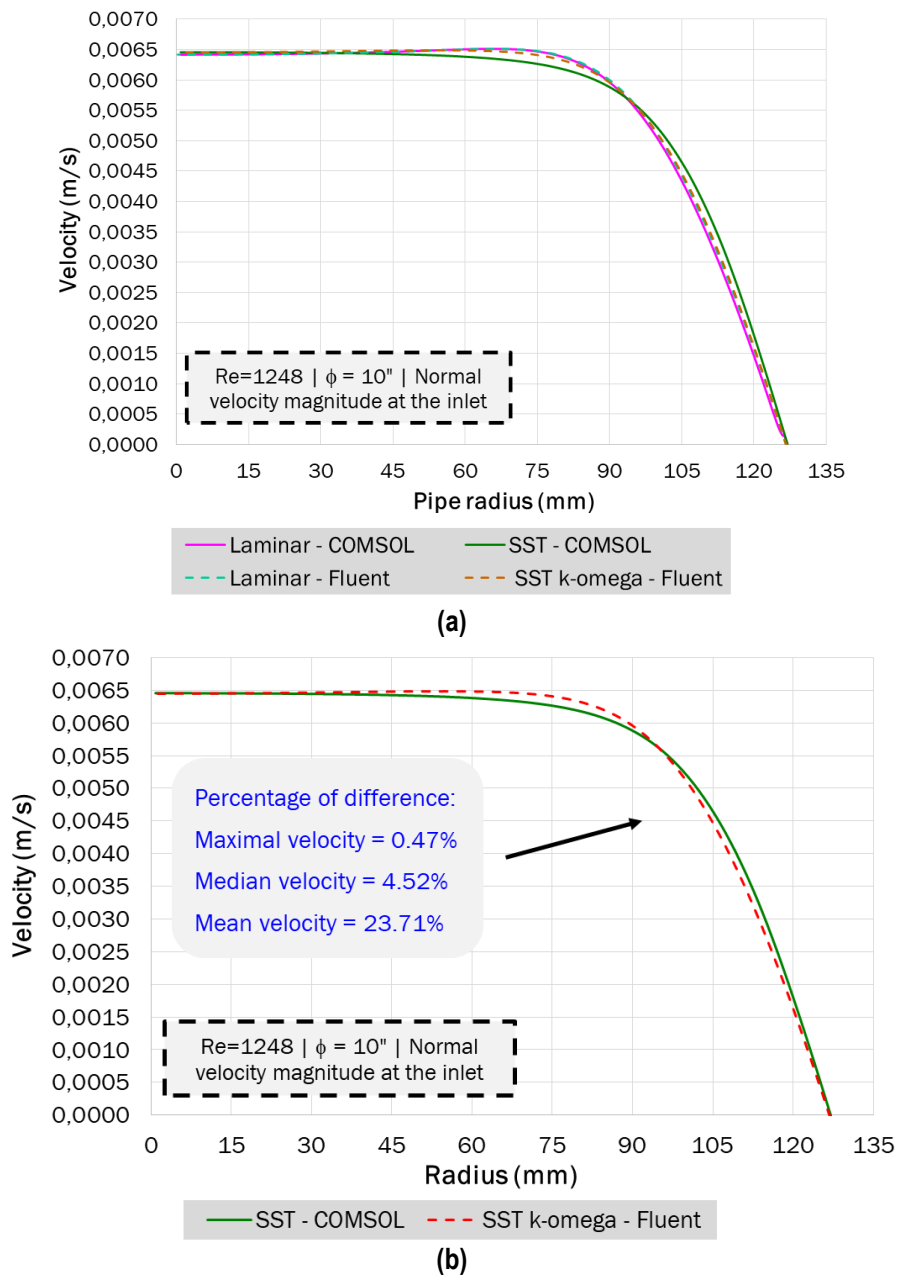 0,0070
0,0065
0,0060
0,0055
0,0050
0,0045
0,0040
0,0035
0,0030
0,0025
0,0020
0,0015
0,0010
0,0005
0,0000
Velocity (m/s)
Re=1248 | ϕ = 10" | Normal
velocity magnitude at the inlet
0 15 30 45 60 75 90 105 120 135
Pipe radius (mm)
Laminar - COMSOL SST - COMSOL
Laminar - Fluent SST k-omega - Fluent
(a)
0,0070
0,0065
0,0060
0,0055
0,0050
0,0045
0,0040
0,0035
0,0030
0,0025
0,0020
0,0015
0,0010
0,0005
0,0000
Velocity (m/s)
Percentage of difference:
Maximal velocity = 0.47%
Median velocity = 4.52%
Mean velocity = 23.71%
Re=1248 | ϕ = 10" | Normal
velocity magnitude at the inlet
0 15 30 45 60 75 90 105 120 135
Radius (mm)
SST - COMSOL SST k-omega - Fluent
(b)